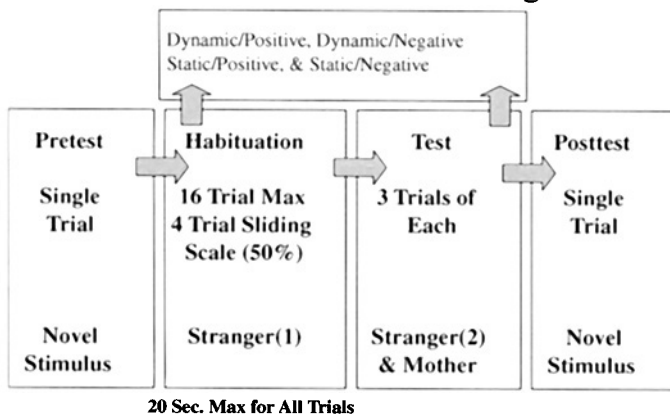 Dynamic/Positive, Dynamic/Negative
Static/Positive, & Static/Negative
Pretest
Single
Trial
Novel
Stimulus
Habituation
16 Trial Max
4 Trial Sliding
Scale (50%)
Stranger(1)
Test
3 Trials of
Each
Stranger(2)
& Mother
Posttest
Single
Trial
Novel
Stimulus
20 Sec. Max for All Trials